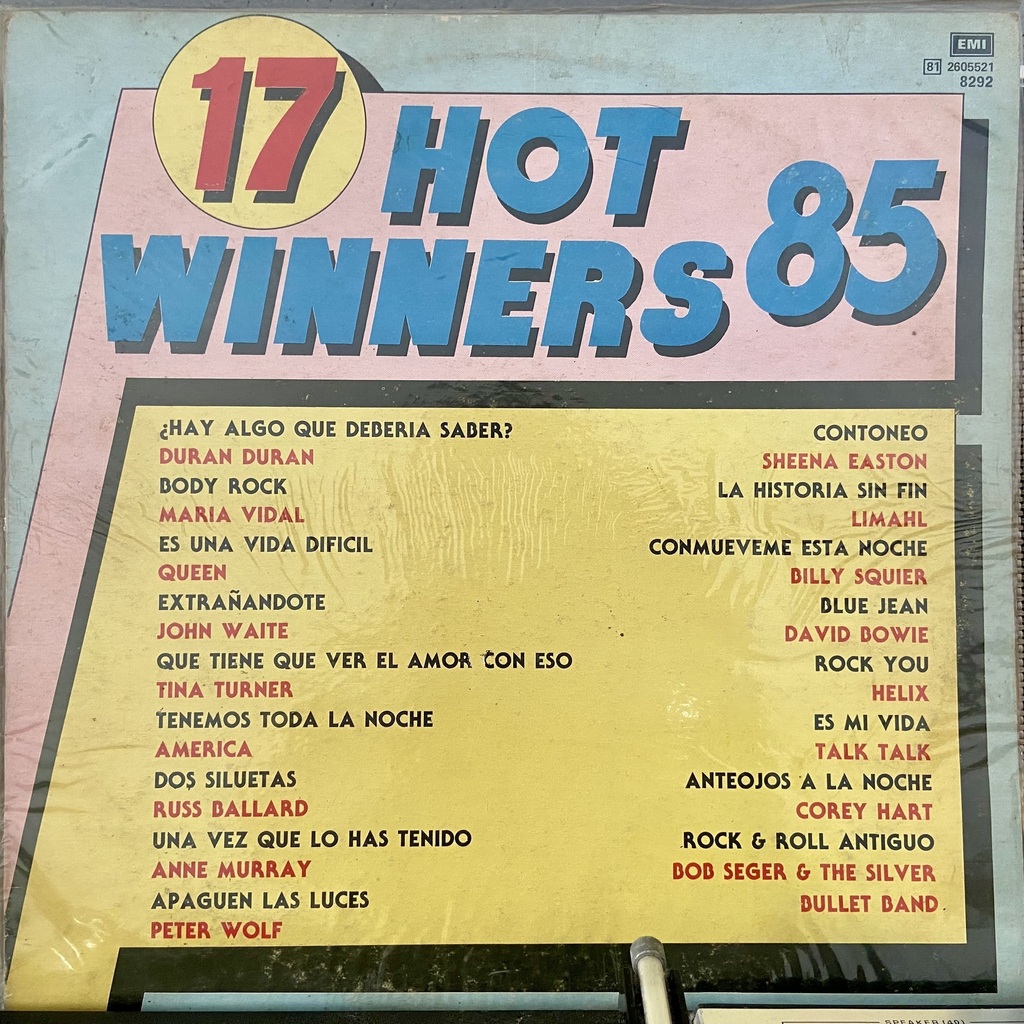 EMI
81 2605521
8292
17 HOT
WINNERS 85
¿HAY ALGO QUE DEBERIA SABER?
DURAN DURAN
BODY ROCK
MARIA VIDAL
ES UNA VIDA DIFICIL
QUEEN
EXTRAÑANDOTE
JOHN WAITE
QUE TIENE QUE VER EL AMOR CON ESO
TINA TURNER
TENEMOS TODA LA NOCHE
AMERICA
DOS SILUETAS
RUSS BALLARD
UNA VEZ QUE LO HAS TENIDO
ANNE MURRAY
APAGUEN LAS LUCES
PETER WOLF
CONTONEO
SHEENA EASTON
LA HISTORIA SIN FIN
LIMAHL
CONMUEVEME ESTA NOCHE
BILLY SQUIER
BLUE JEAN
DAVID BOWIE
ROCK YOU
HELIX
ES MI VIDA
TALK TALK
ANTEOJOS A LA NOCHE
COREY HART
ROCK & ROLL ANTIGUO
BOB SEGER & THE SILVER
BULLET BAND
SPEAKER (4Ω)